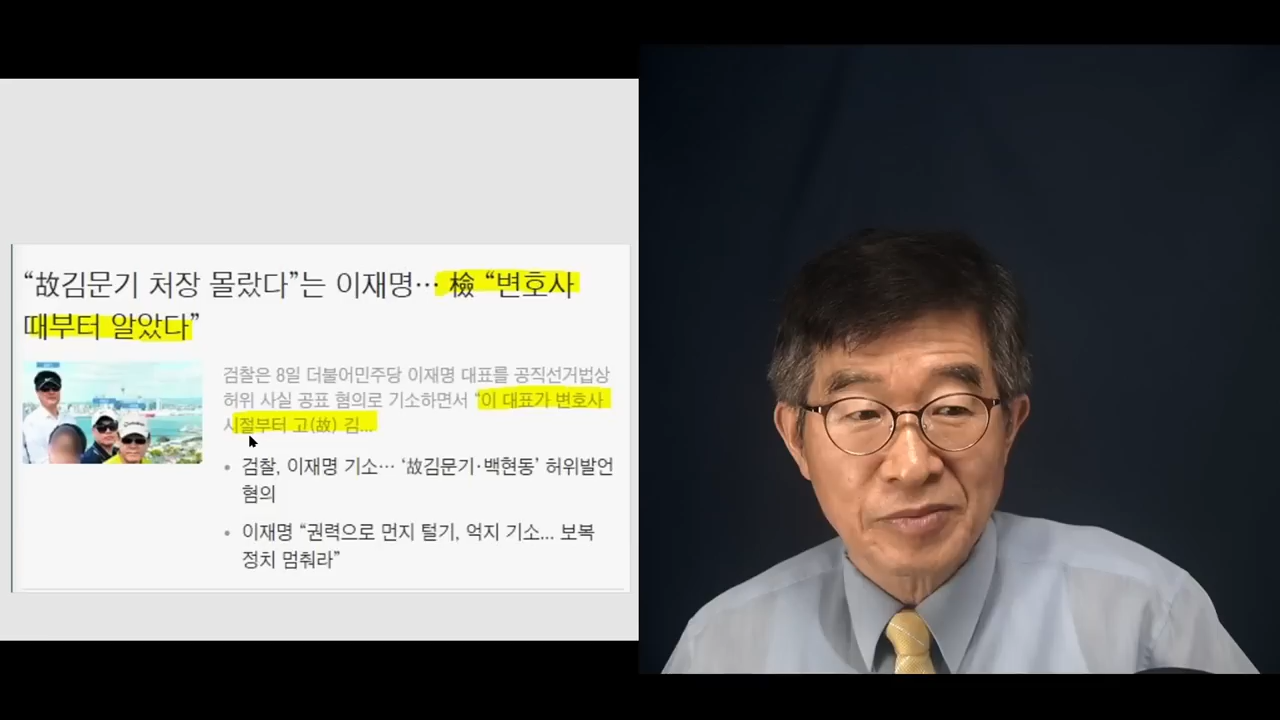 “故김문기 처장 몰랐다”는 이재명… 檢 “변호사
때부터 알았다”
검찰은 8일 더불어민주당 이재명 대표를 공직선거법상
허위 사실 공표 혐의로 기소하면서 “이 대표가 변호사
시절부터 고(故) 김...
• 검찰, 이재명 기소… ‘故김문기·백현동’ 허위발언
혐의
• 이재명 “권력으로 먼지 털기, 억지 기소... 보복
정치 멈춰라”